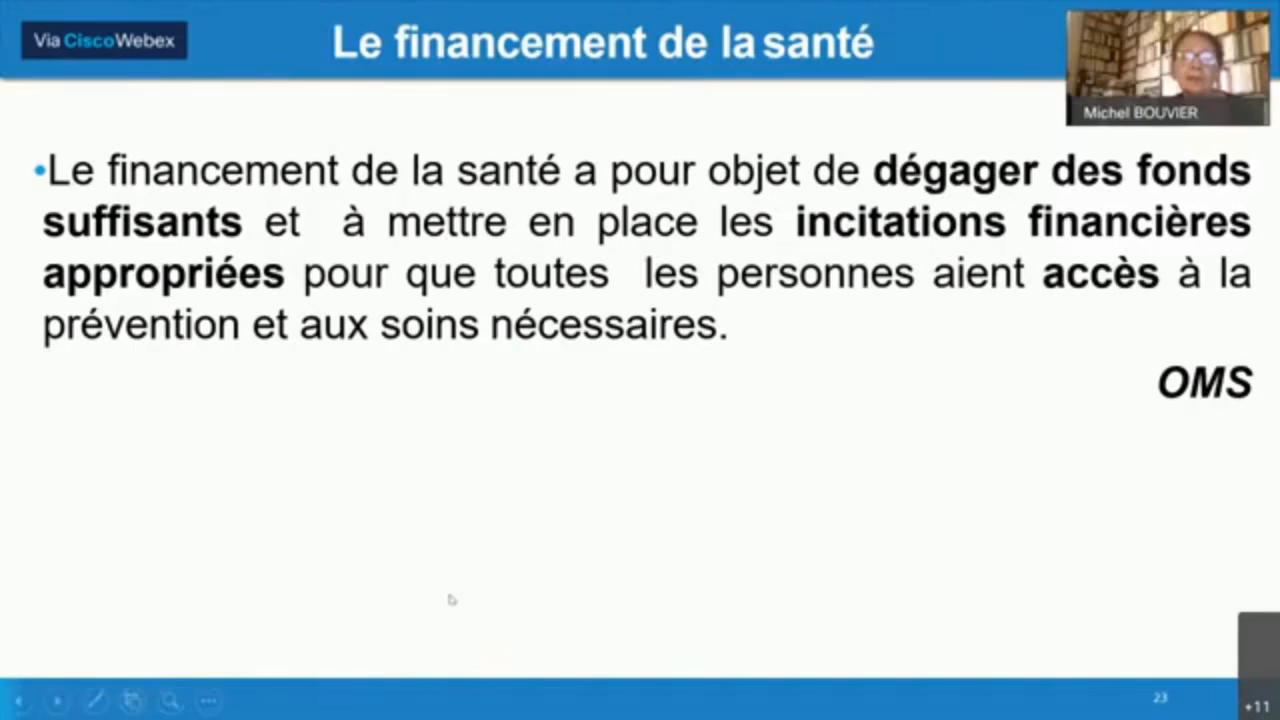 Via CiscoWebex
Le financement de la santé
Michel BOUVIER
•Le financement de la santé a pour objet de dégager des fonds
suffisants et à mettre en place les incitations financières
appropriées pour que toutes les personnes aient accès à la
prévention et aux soins nécessaires.
OMS
23
+11